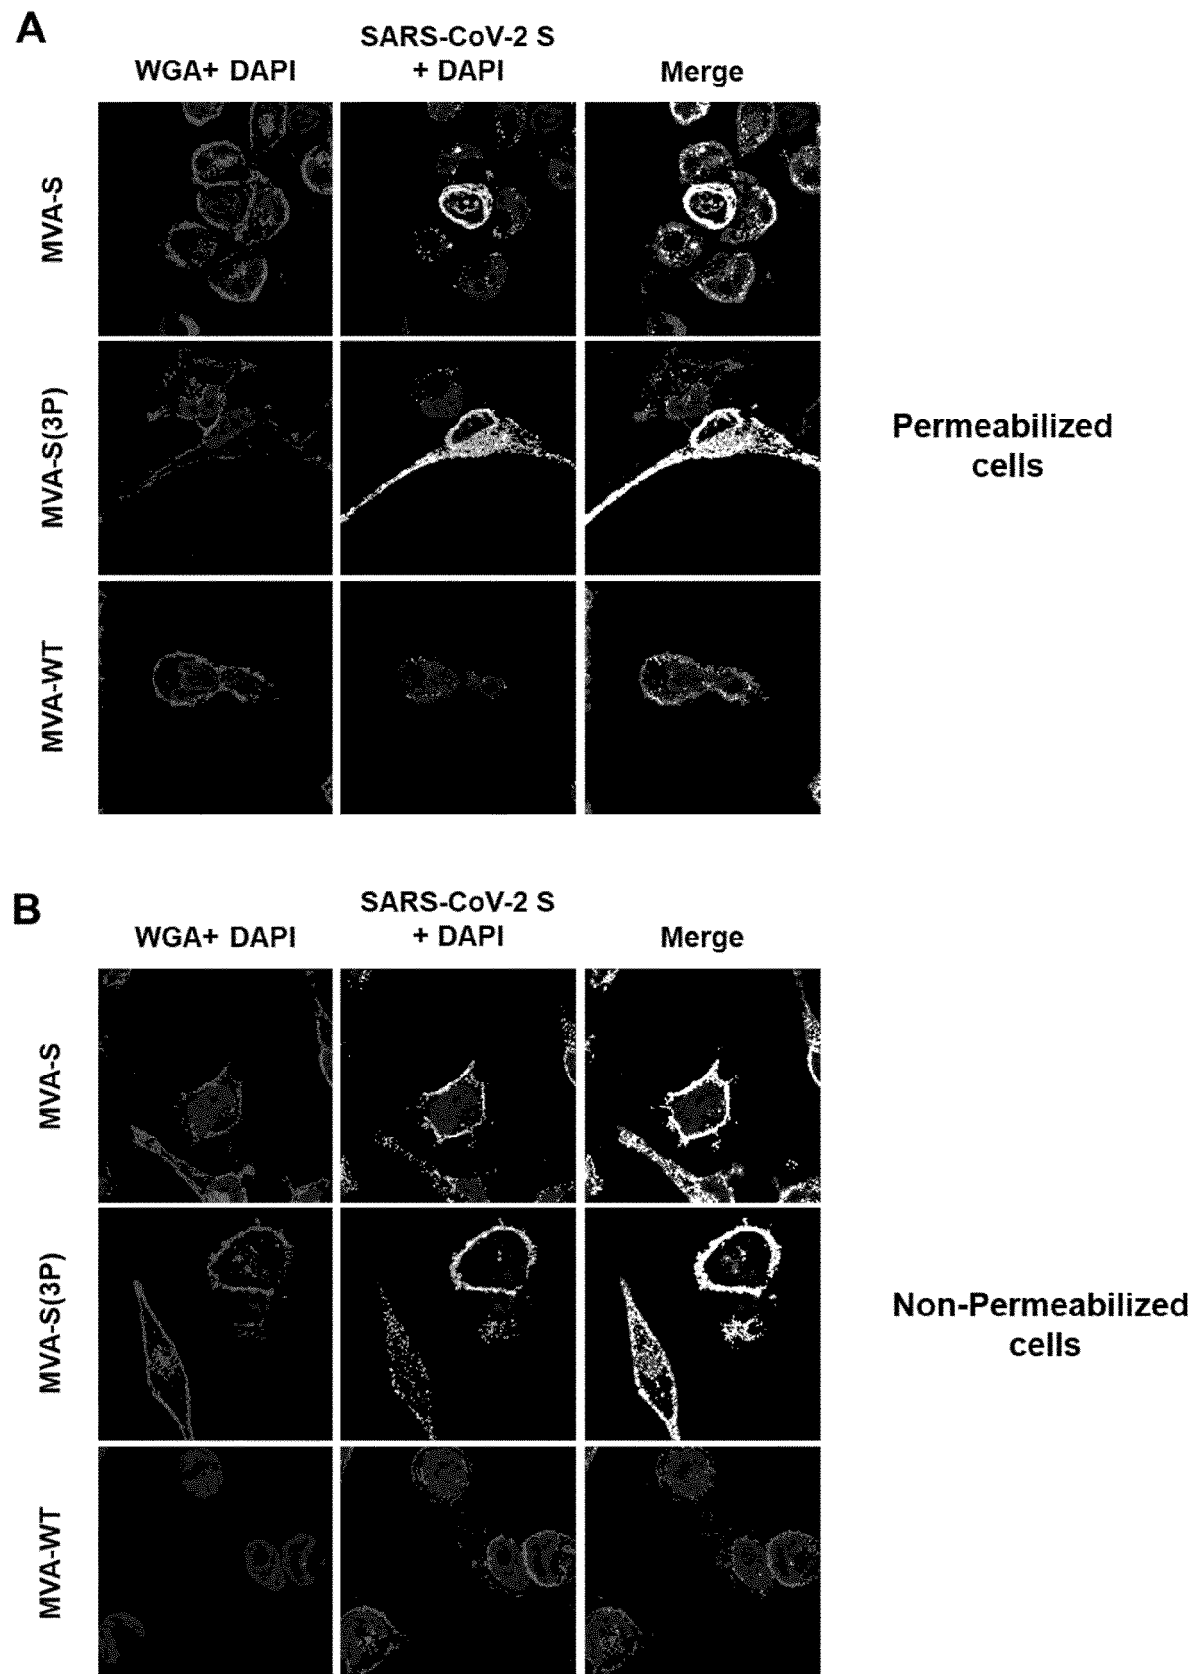 A
SARS-CoV-2 S
WGA+ DAPI
+ DAPI
Merge
MVA-S
MVA-S(3P)
MVA-WT
Permeabilized
cells
B
SARS-CoV-2 S
WGA+ DAPI
+ DAPI
Merge
MVA-S
MVA-S(3P)
MVA-WT
Non-Permeabilized
cells